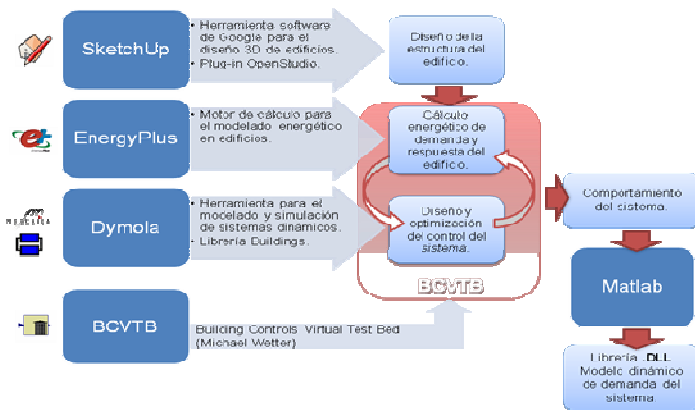 SketchUp
• Herramienta software
de Google para el
diseño 3D de edificios.
• Plug-in OpenStudio.
Diseño de la
estructura del
edificio.
EnergyPlus
• Motor de cálculo para
el modelado energético
en edificios.
Cálculo
energético de
demanda y
respuesta del
edificio.
MODELICA
Dymola
• Herramienta para el
modelado y simulación
de sistemas dinámicos.
• Librería Buildings.
Diseño y
optimización
del control del
sistema.
BCVTB
Comportamiento
del sistema.
Matlab
BCVTB
Building Controls Virtual Test Bed
(Michael Wetter)
Librería .DLL
Modelo dinámico
de demanda del
sistema.